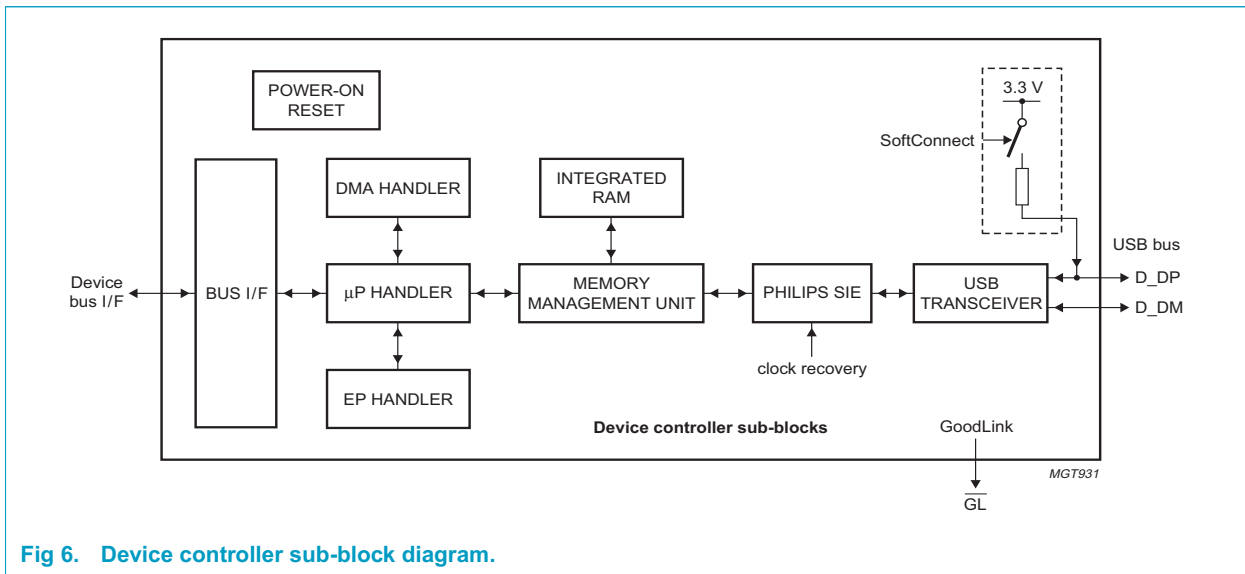 POWER-ON
RESET
3.3 V
SoftConnect
DMA HANDLER
INTEGRATED
RAM
USB bus
Device
bus I/F
BUS I/F
μP HANDLER
MEMORY
MANAGEMENT UNIT
PHILIPS SIE
USB
TRANSCEIVER
D_DP
D_DM
clock recovery
EP HANDLER
Device controller sub-blocks
GoodLink
MGT931
GL
Fig 6. Device controller sub-block diagram.